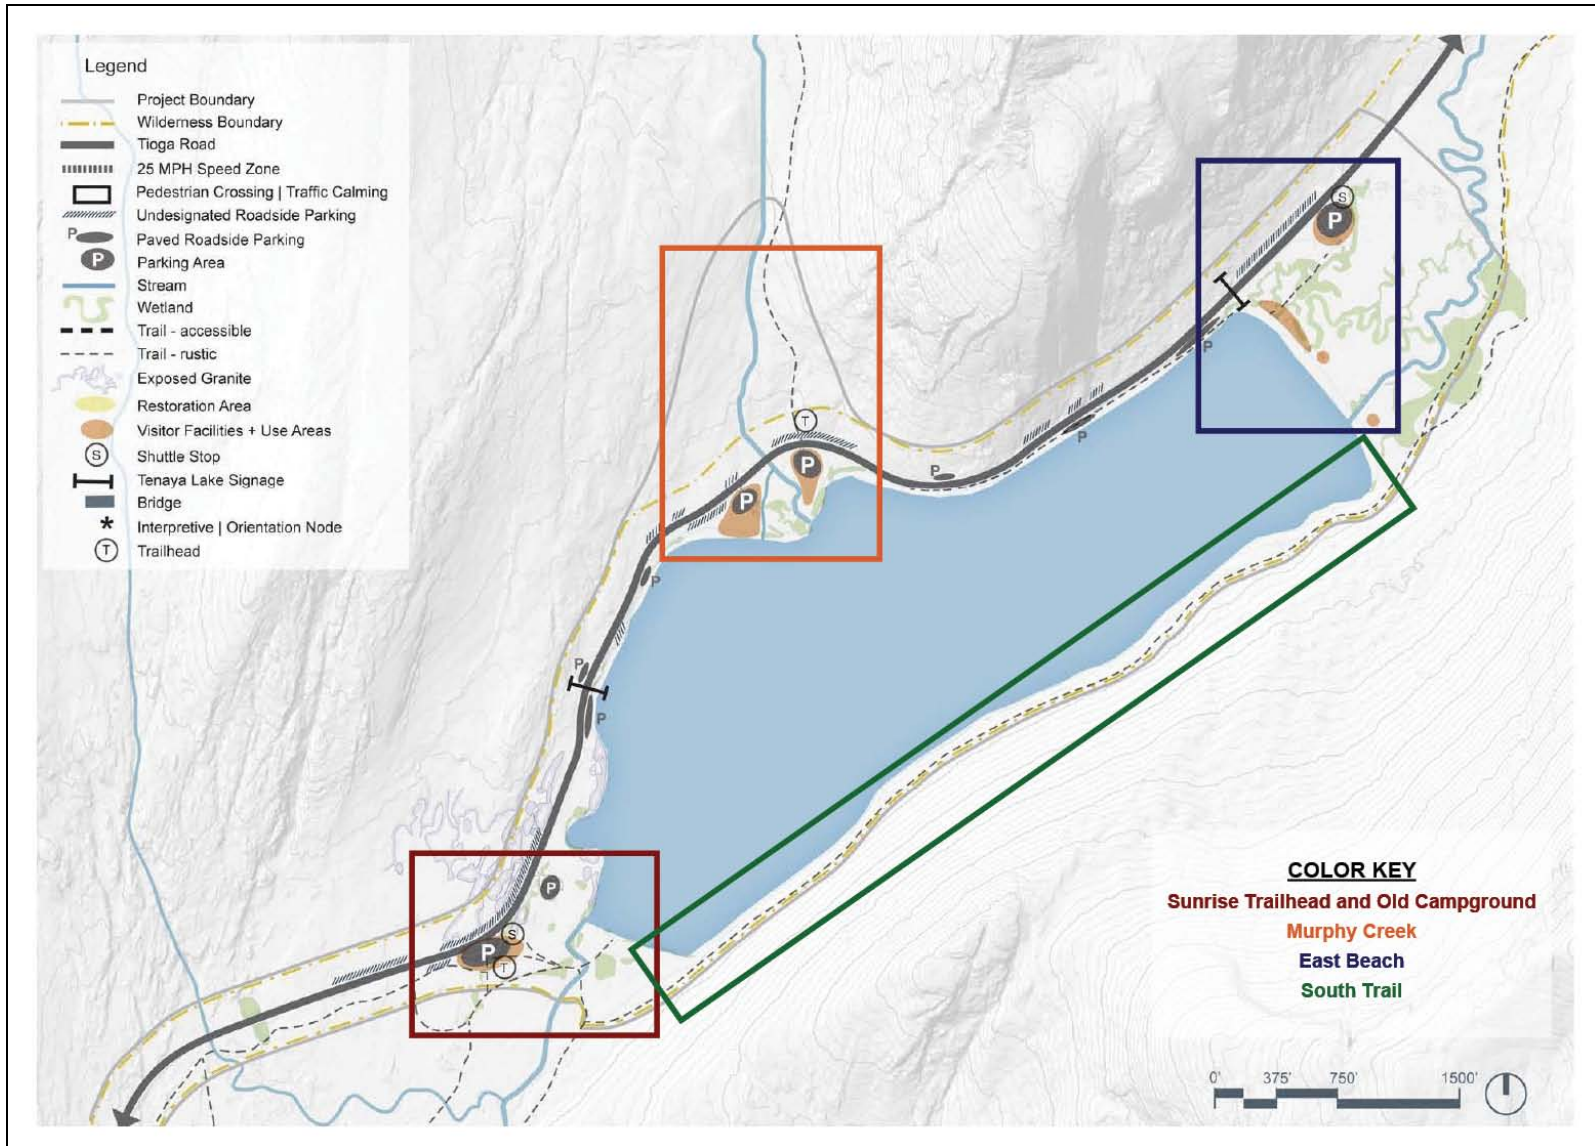 Legend
Project Boundary
Wilderness Boundary
Tioga Road
25 MPH Speed Zone
Pedestrian Crossing | Traffic Calming
Undesignated Roadside Parking
P Paved Roadside Parking
P Parking Area
Stream
Wetland
Trail - accessible
Trail - rustic
Exposed Granite
Restoration Area
Visitor Facilities + Use Areas
S Shuttle Stop
Tenaya Lake Signage
Bridge
* Interpretive | Orientation Node
T Trailhead
S
P
P
P
T
P
P
P
P
P
P
P
S
P
T
COLOR KEY
Sunrise Trailhead and Old Campground
Murphy Creek
East Beach
South Trail
0' 375' 750' 1500'